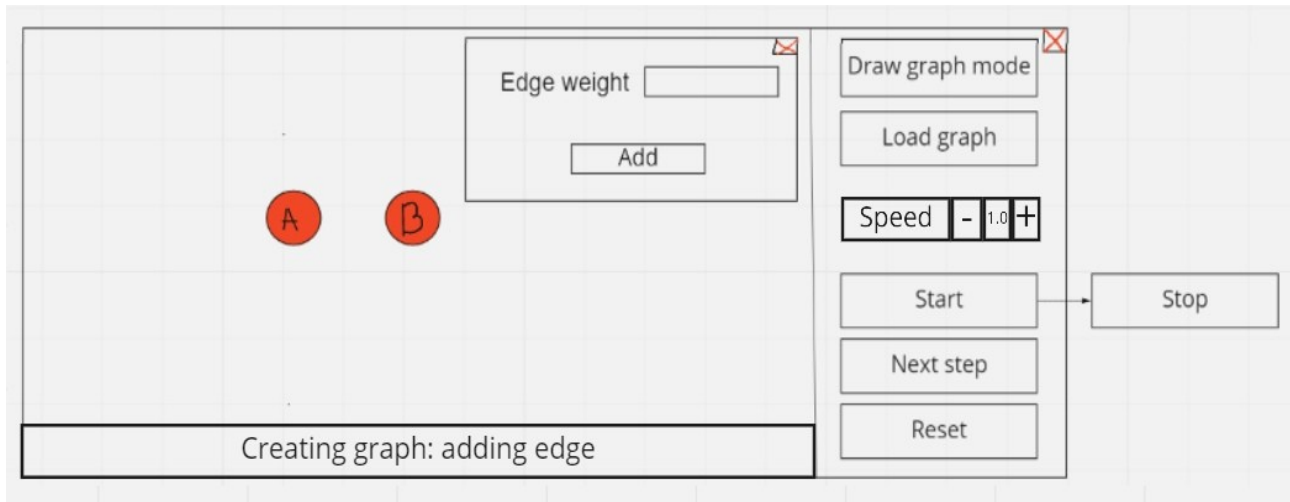 Edge weight
Add
A
B
Creating graph: adding edge
Draw graph mode
Load graph
Speed - 1.0 +
Start
Stop
Next step
Reset